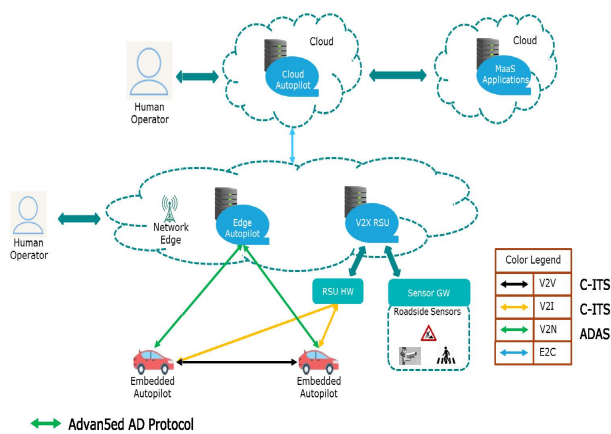 Cloud
Cloud
Cloud
Autopilot
MaaS
Applications
Human
Operator
Network
Edge
Edge
Autopilot
V2X RSU
Human
Operator
RSU HW
Sensor GW
Roadside Sensors
Color Legend
V2V
C-ITS
V2I
C-ITS
V2N
ADAS
E2C
Embedded
Autopilot
Embedded
Autopilot
Advan5ed AD Protocol